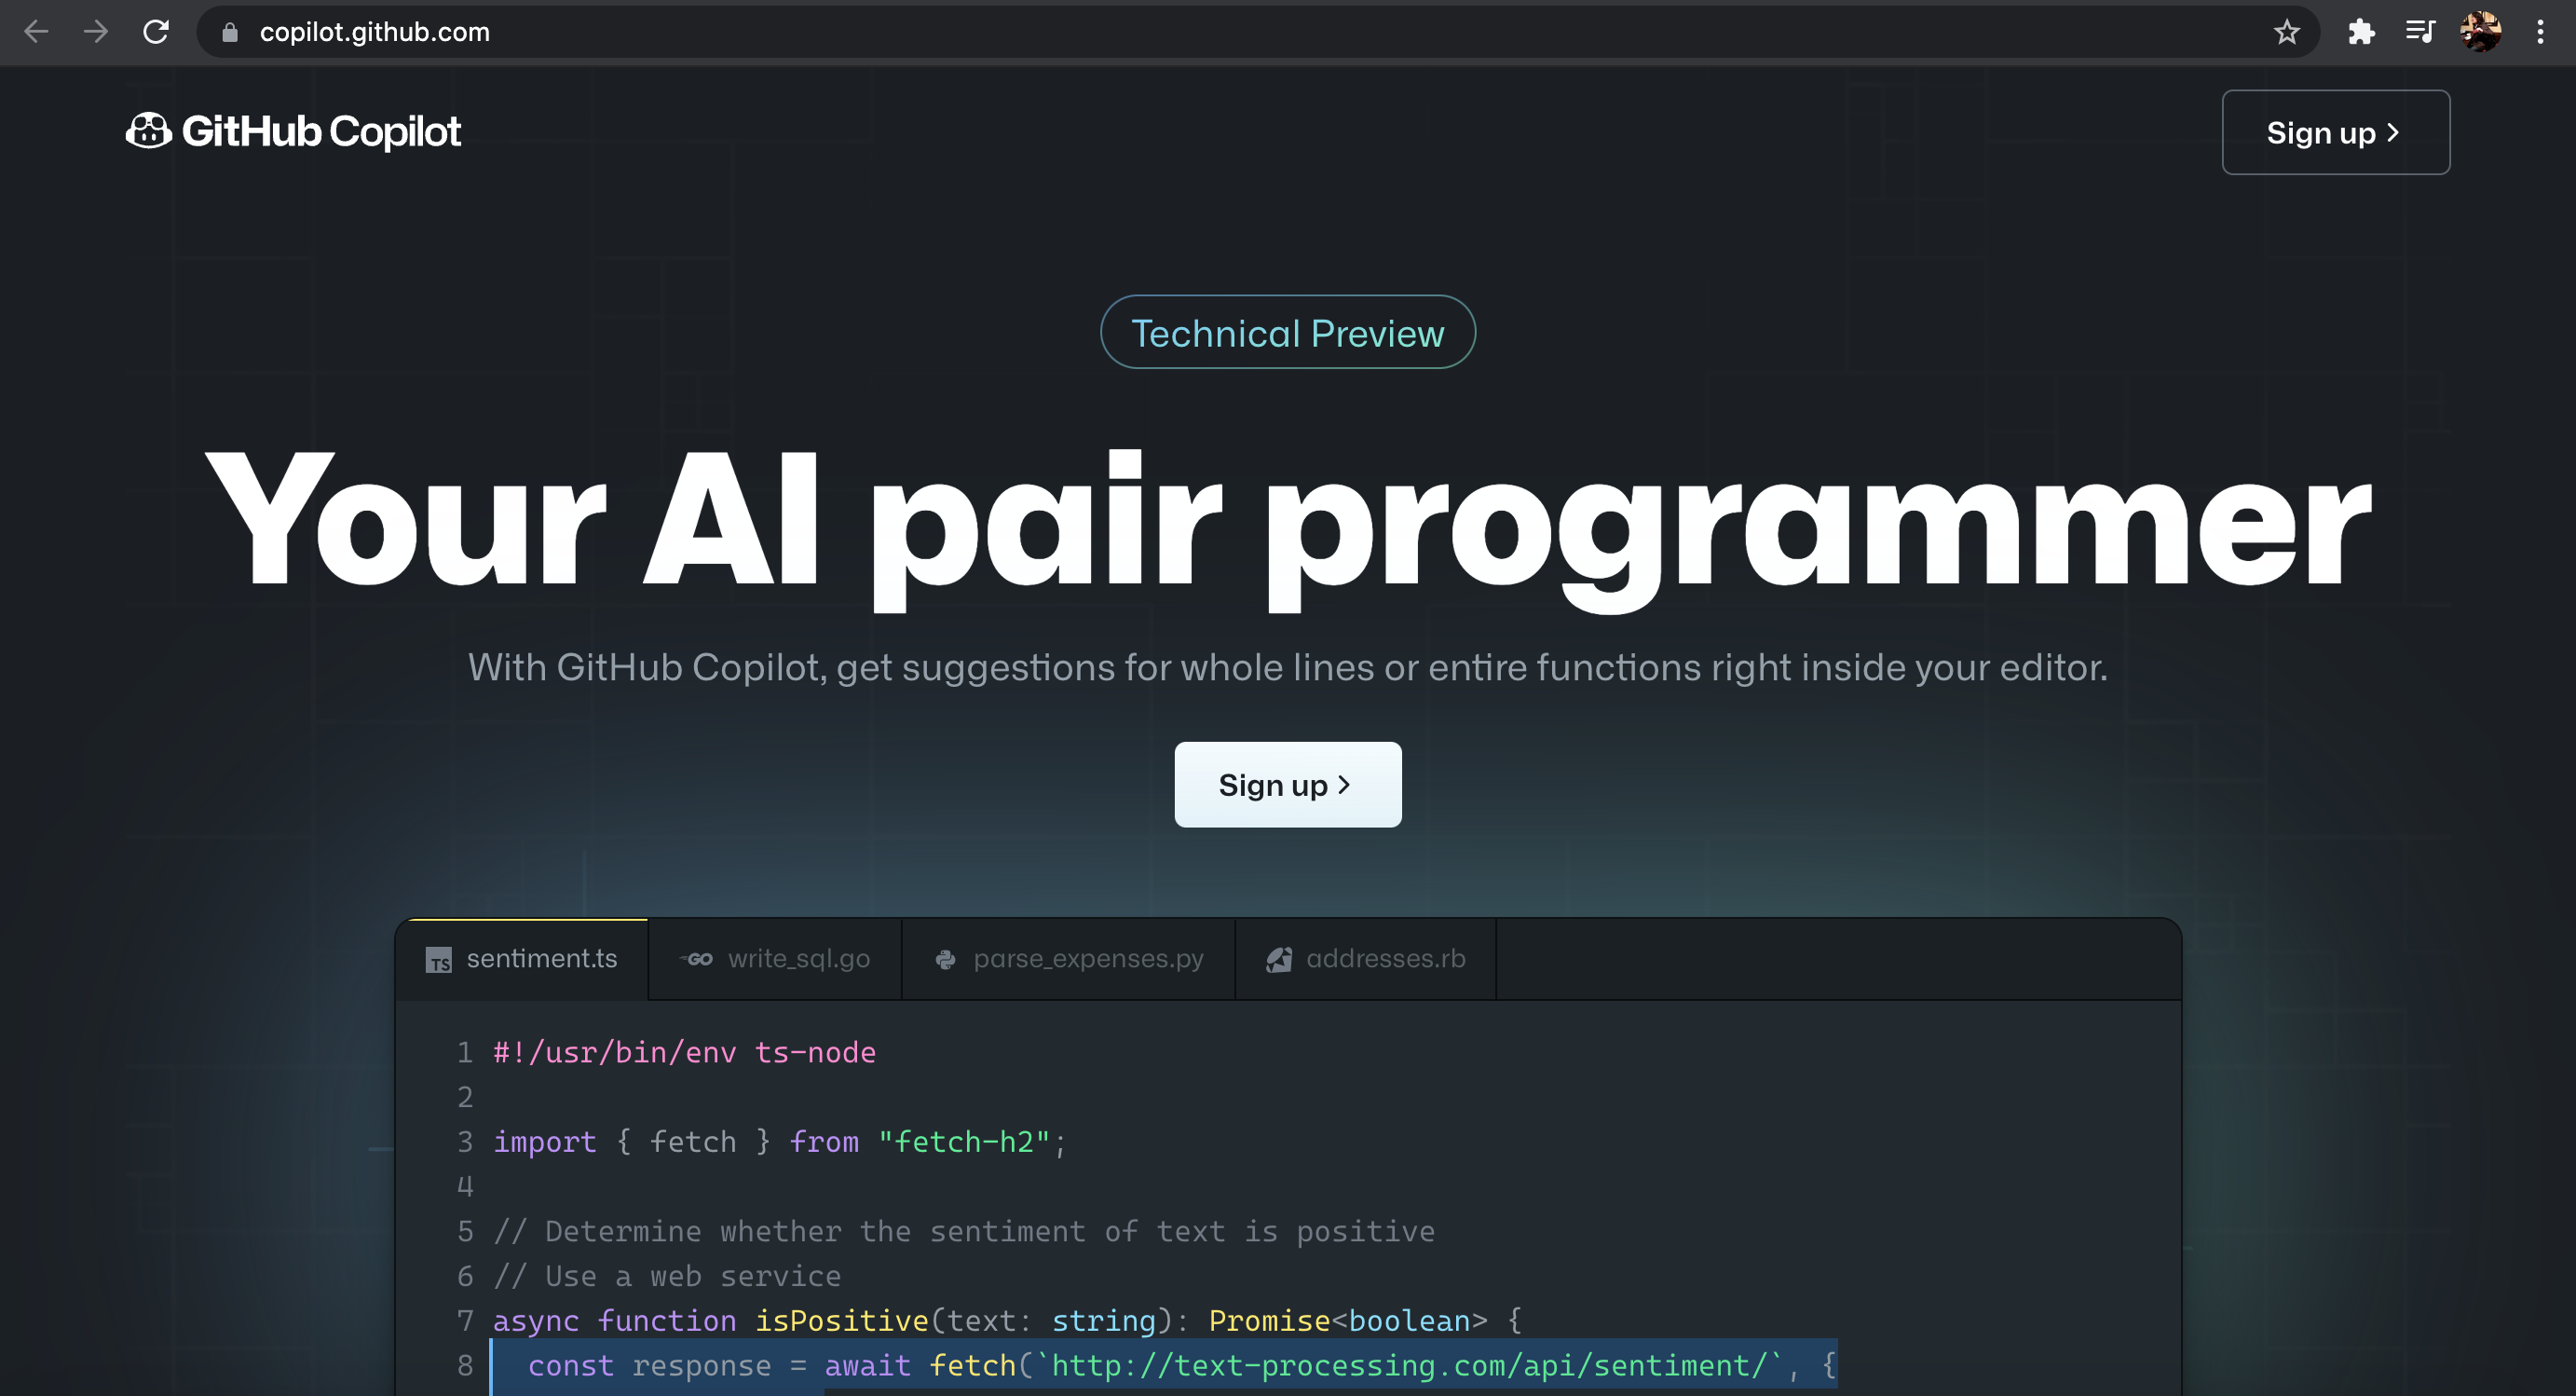 copilot.github.com
GitHub Copilot
Sign up
Technical Preview
Your AI pair programmer
With GitHub Copilot, get suggestions for whole lines or entire functions right inside your editor.
Sign up
TS sentiment.ts
GO write_sql.go
parse_expenses.py
addresses.rb
1 #!/usr/bin/env ts-node
2
3 import { fetch } from "fetch-h2";
4
5 // Determine whether the sentiment of text is positive
6 // Use a web service
7 async function isPositive(text: string): Promise<boolean> {
8 const response = await fetch(`http://text-processing.com/api/sentiment/`, {